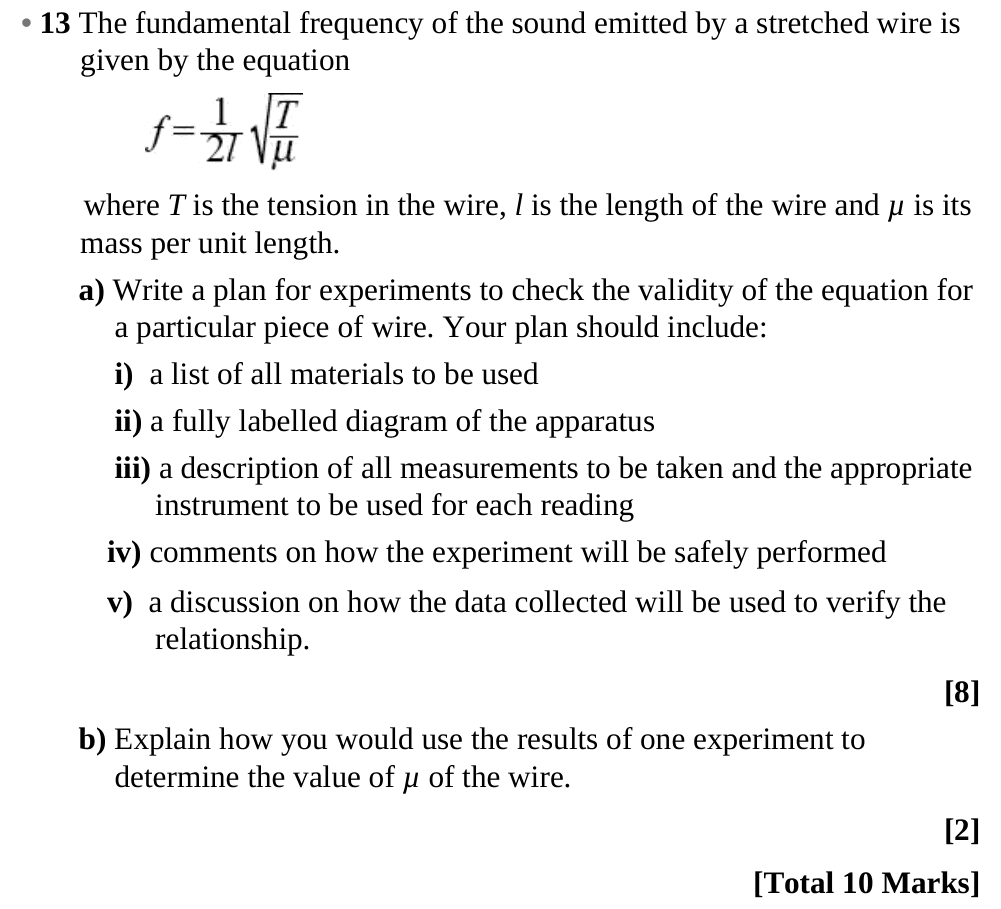 • 13 The fundamental frequency of the sound emitted by a stretched wire is
given by the equation
f=1/2l √T/μ
where T is the tension in the wire, l is the length of the wire and μ is its
mass per unit length.
a) Write a plan for experiments to check the validity of the equation for
a particular piece of wire. Your plan should include:
i) a list of all materials to be used
ii) a fully labelled diagram of the apparatus
iii) a description of all measurements to be taken and the appropriate
instrument to be used for each reading
iv) comments on how the experiment will be safely performed
v) a discussion on how the data collected will be used to verify the
relationship.
[8]
b) Explain how you would use the results of one experiment to
determine the value of μ of the wire.
[2]
[Total 10 Marks]